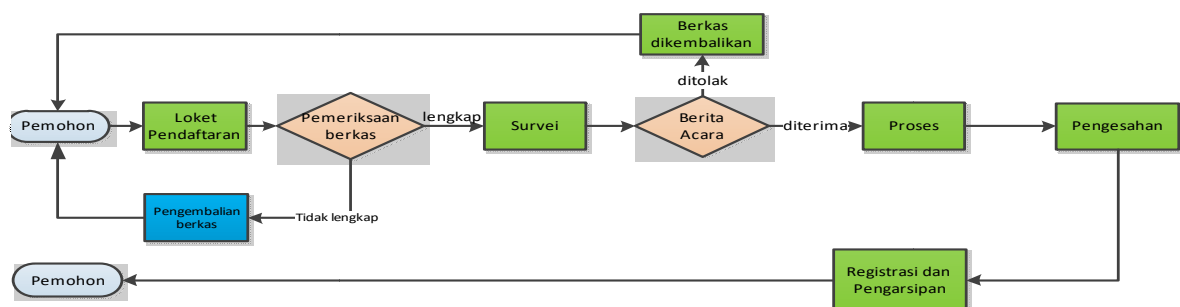 Berkas
dikembalikan
ditolak
Pemohon
Loket
Pendaftaran
Pemeriksaan
berkas
lengkap
Survei
Berita
Acara
diterima
Proses
Pengesahan
Pengembalian
berkas
Tidak lengkap
Pemohon
Registrasi dan
Pengarsipan